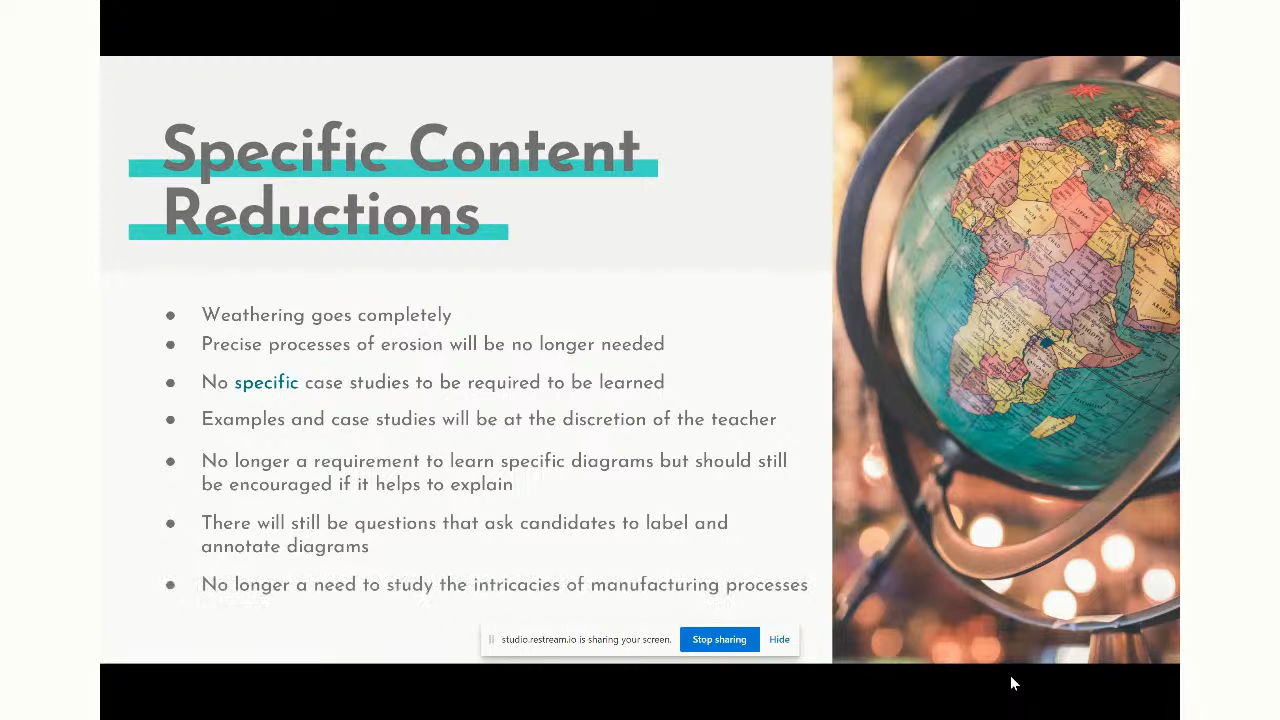 Specific Content
Reductions
● Weathering goes completely
● Precise processes of erosion will be no longer needed
● No specific case studies to be required to be learned
● Examples and case studies will be at the discretion of the teacher
● No longer a requirement to learn specific diagrams but should still
be encouraged if it helps to explain
● There will still be questions that ask candidates to label and
annotate diagrams
● No longer a need to study the intricacies of manufacturing processes
studio.restream.io is sharing your screen. Stop sharing Hide